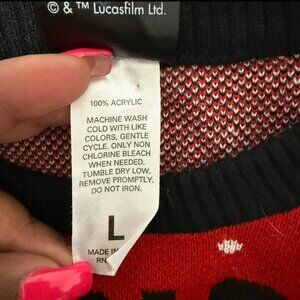 © & ™ Lucasfilm Ltd.
100% ACRYLIC
MACHINE WASH
COLD WITH LIKE
COLORS, GENTLE
CYCLE. ONLY NON
CHLORINE BLEACH
WHEN NEEDED.
TUMBLE DRY LOW,
REMOVE PROMPTLY.
DO NOT IRON.
L
MADE IN
RN